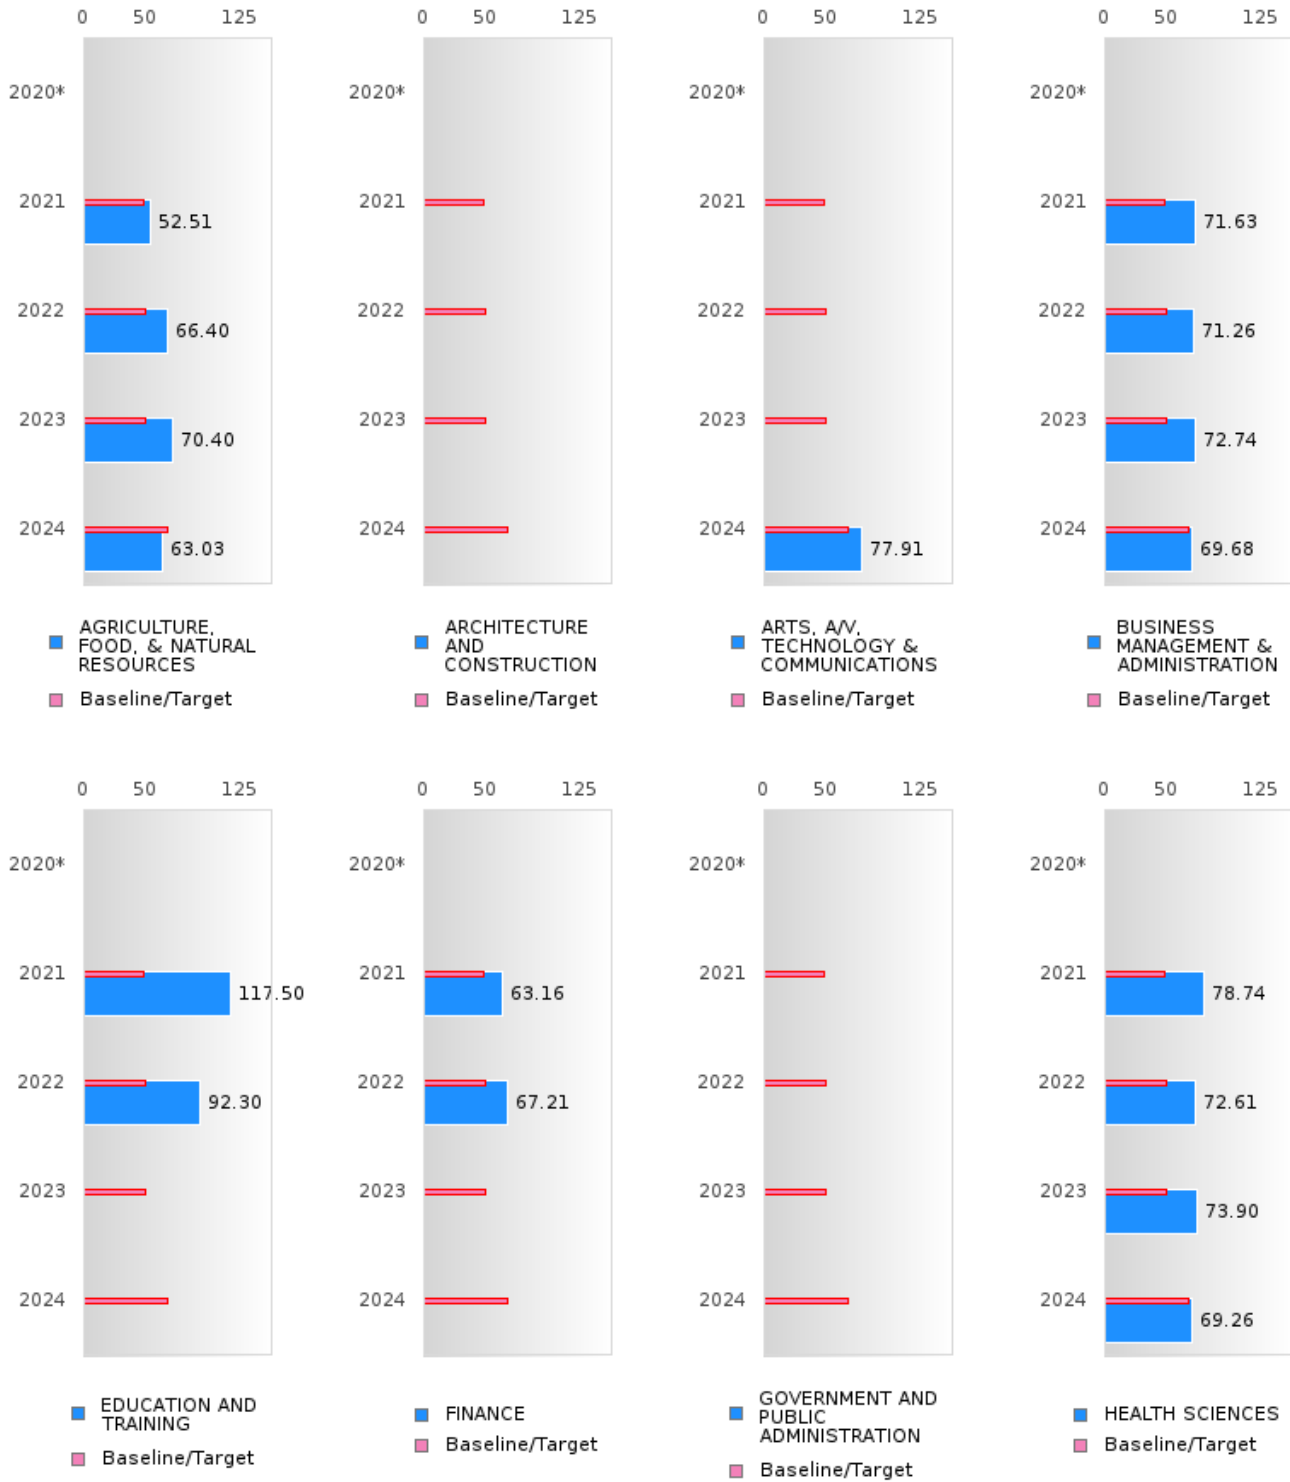 0 50 125
0 50 125
0 50 125
0 50 125
2020*
2020*
2020*
2020*
2021
52.51
2021
2021
2021
71.63
2022
66.40
2022
2022
2022
71.26
2023
70.40
2023
2023
2023
72.74
2024
63.03
2024
2024
77.91
2024
69.68
AGRICULTURE,
FOOD, & NATURAL
RESOURCES
Baseline/Target
ARCHITECTURE
AND
CONSTRUCTION
Baseline/Target
ARTS, A/V,
TECHNOLOGY &
COMMUNICATIONS
Baseline/Target
BUSINESS
MANAGEMENT &
ADMINISTRATION
Baseline/Target
0 50 125
0 50 125
0 50 125
0 50 125
2020*
2020*
2020*
2020*
2021
117.50
2021
63.16
2021
2021
78.74
2022
92.30
2022
67.21
2022
2022
72.61
2023
2023
2023
2023
73.90
2024
2024
2024
2024
69.26
EDUCATION AND
TRAINING
Baseline/Target
FINANCE
Baseline/Target
GOVERNMENT AND
PUBLIC
ADMINISTRATION
Baseline/Target
HEALTH SCIENCES
Baseline/Target